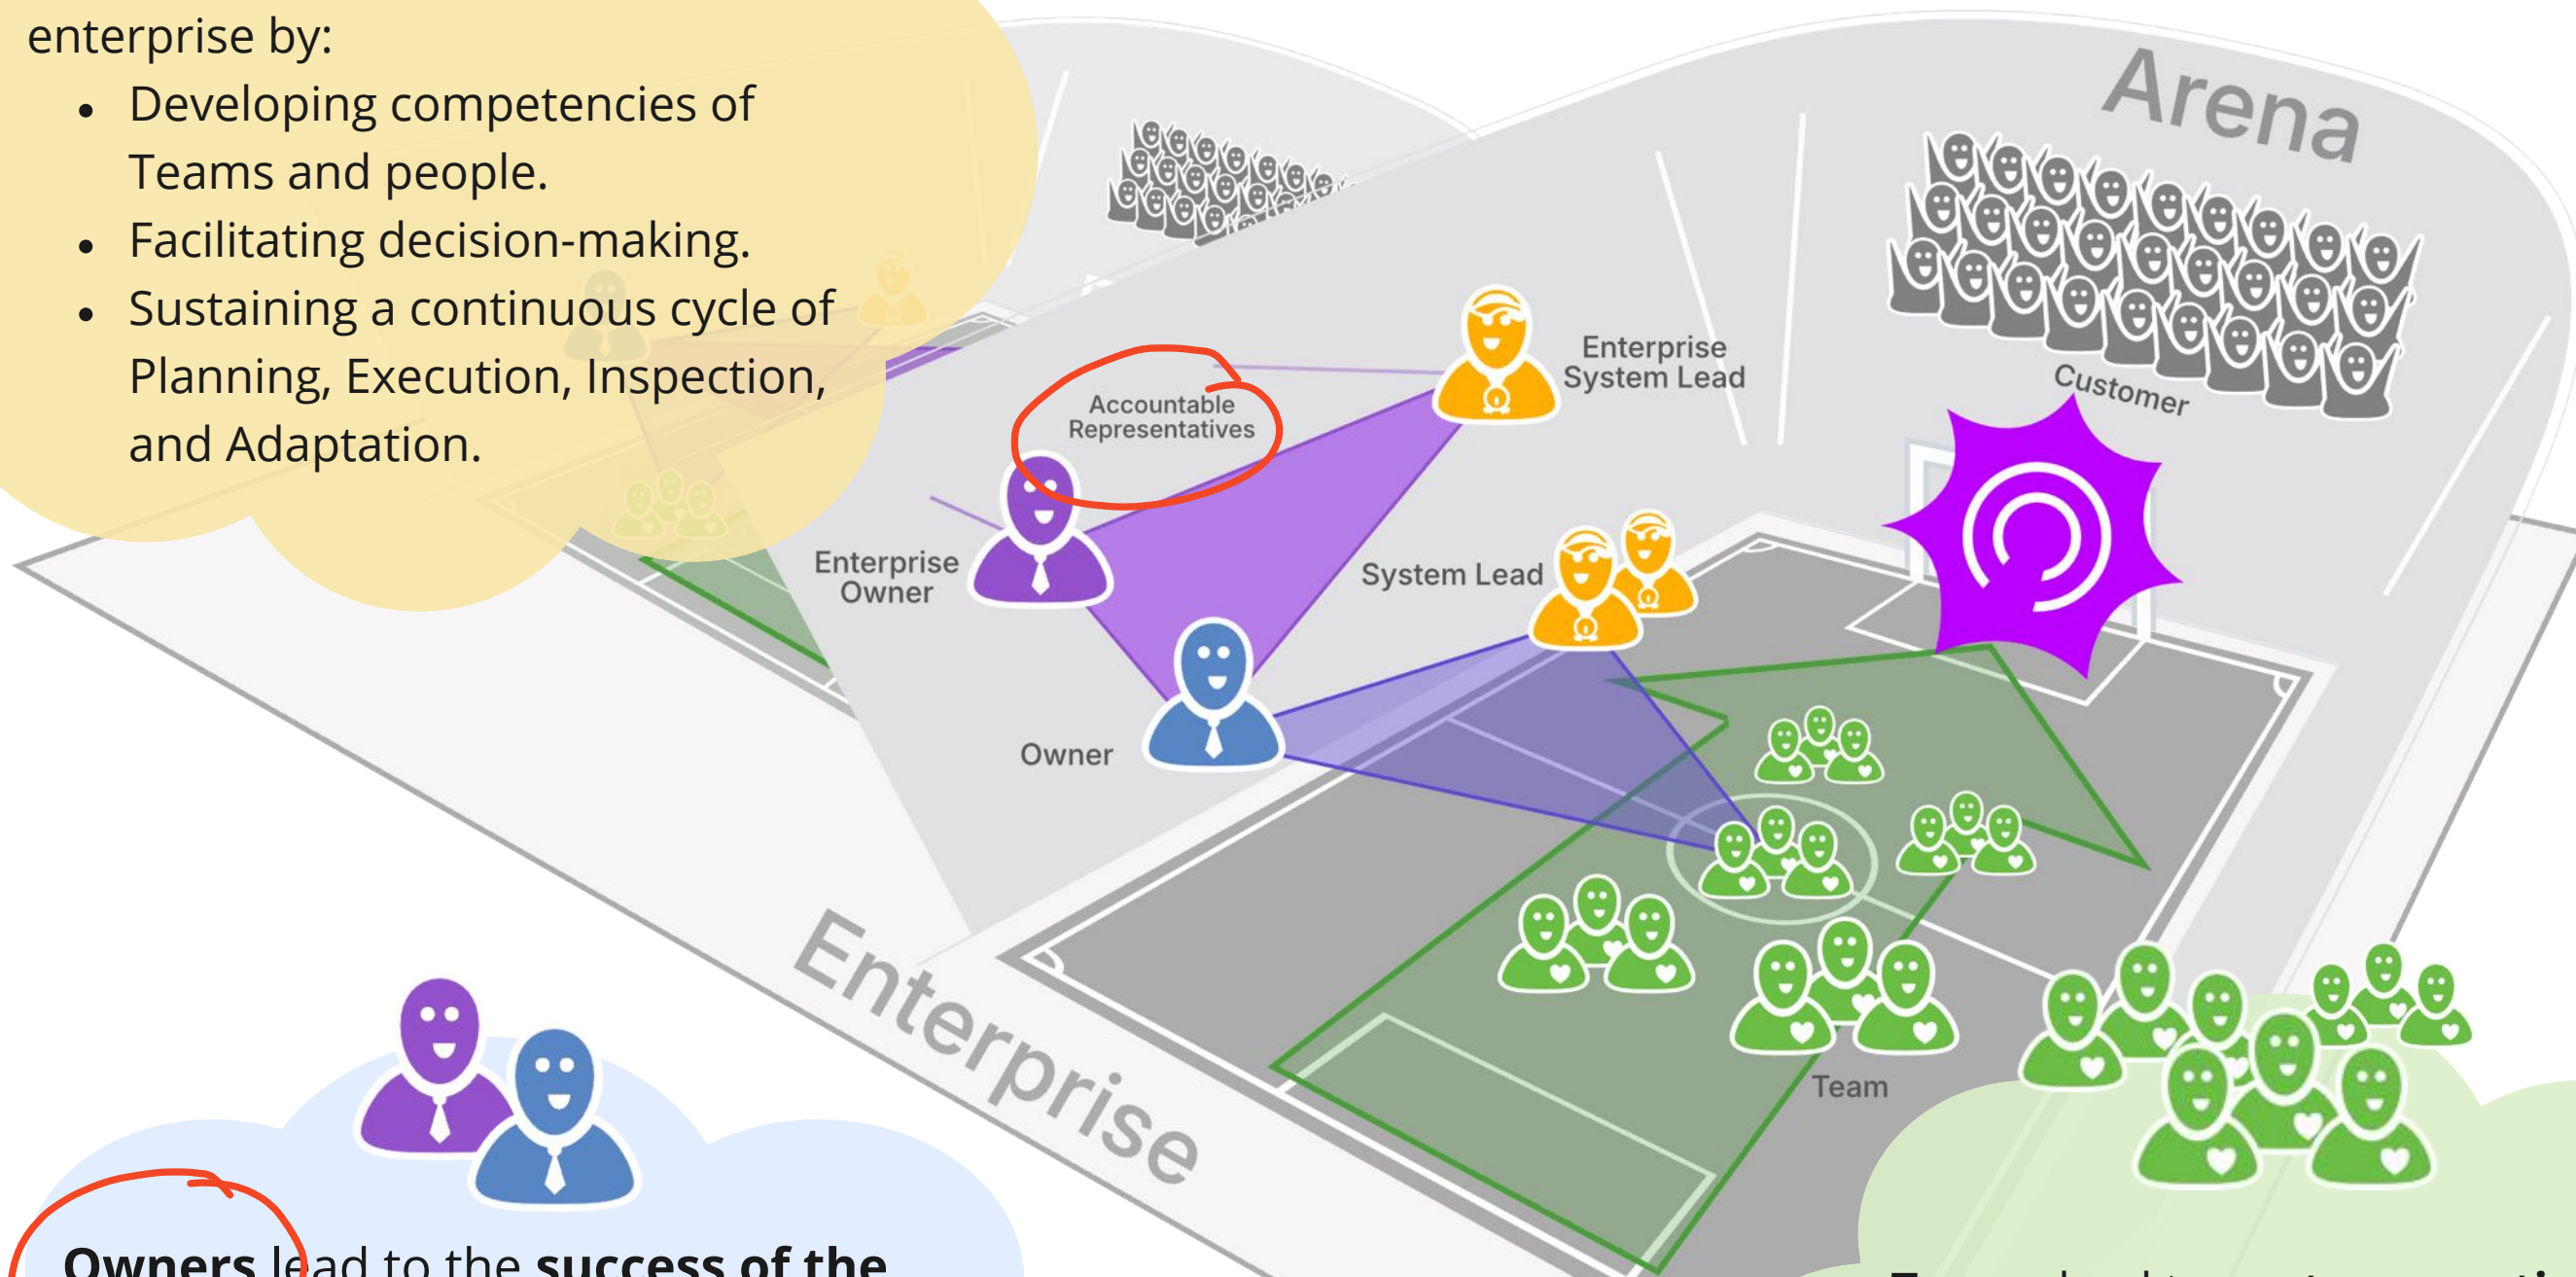 enterprise by:
• Developing competencies of
Teams and people.
• Facilitating decision-making.
• Sustaining a continuous cycle of
Planning, Execution, Inspection,
and Adaptation.
Arena
Customer
Enterprise
System Lead
Accountable
Representatives
Enterprise
Owner
System Lead
Owner
Team
Enterprise
Owners lead to the success of the